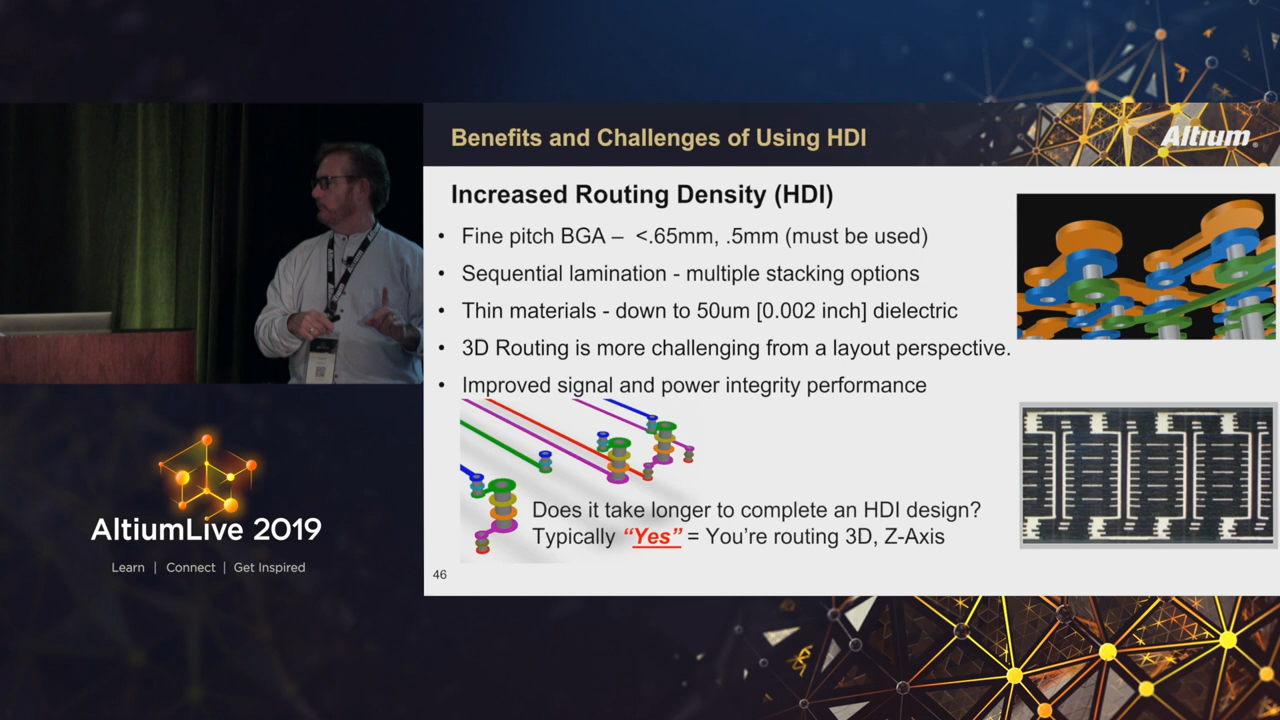 Benefits and Challenges of Using HDI
Altium
Increased Routing Density (HDI)
• Fine pitch BGA – <.65mm, .5mm (must be used)
• Sequential lamination - multiple stacking options
• Thin materials - down to 50um [0.002 inch] dielectric
• 3D Routing is more challenging from a layout perspective.
• Improved signal and power integrity performance
Does it take longer to complete an HDI design?
Typically “Yes” = You’re routing 3D, Z-Axis
46
AltiumLive 2019
Learn | Connect | Get Inspired